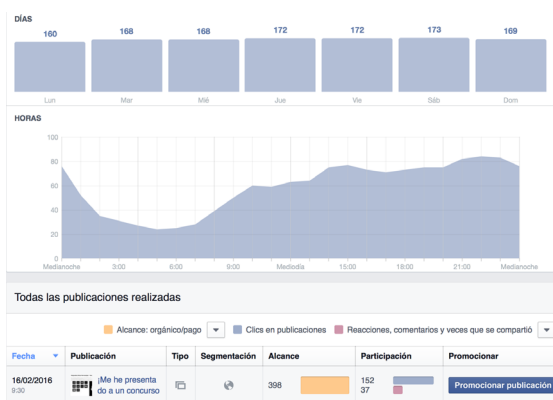 DÍAS
160 168 168 172 172 173 169
Lun Mar Mié Jue Vie Sáb Dom
HORAS
100
80
60
40
20
0
Medianoche 3:00 6:00 9:00 Mediodía 15:00 18:00 21:00 Medianoche
Todas las publicaciones realizadas
Alcance: orgánico/pago Clics en publicaciones Reacciones, comentarios y veces que se compartió
Fecha Publicación Tipo Segmentación Alcance Participación Promocionar
16/02/2016 ¡Me he presenta 398 152 Promocionar publicación
9:30 do a un concurso 37